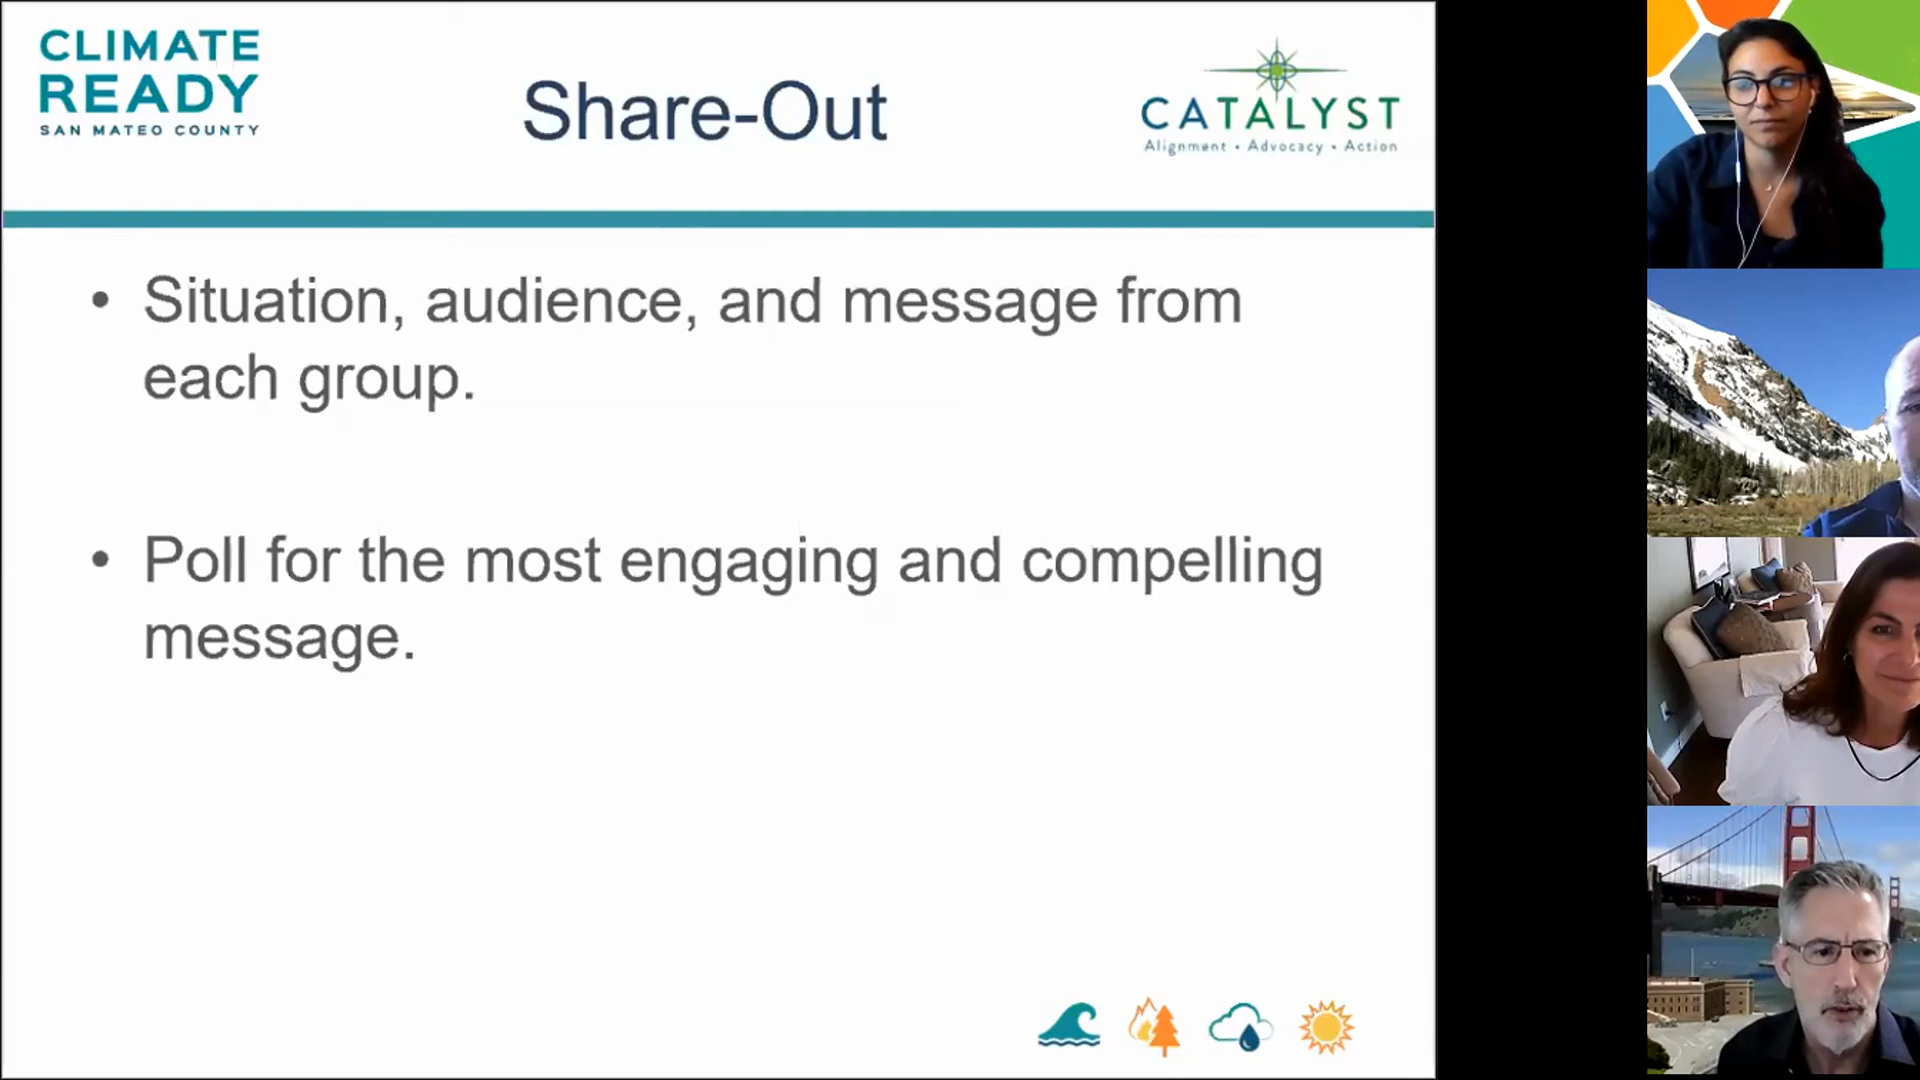 CLIMATE
READY
SAN MATEO COUNTY
Share-Out
CATALYST
Alignment • Advocacy • Action
• Situation, audience, and message from
each group.
• Poll for the most engaging and compelling
message.